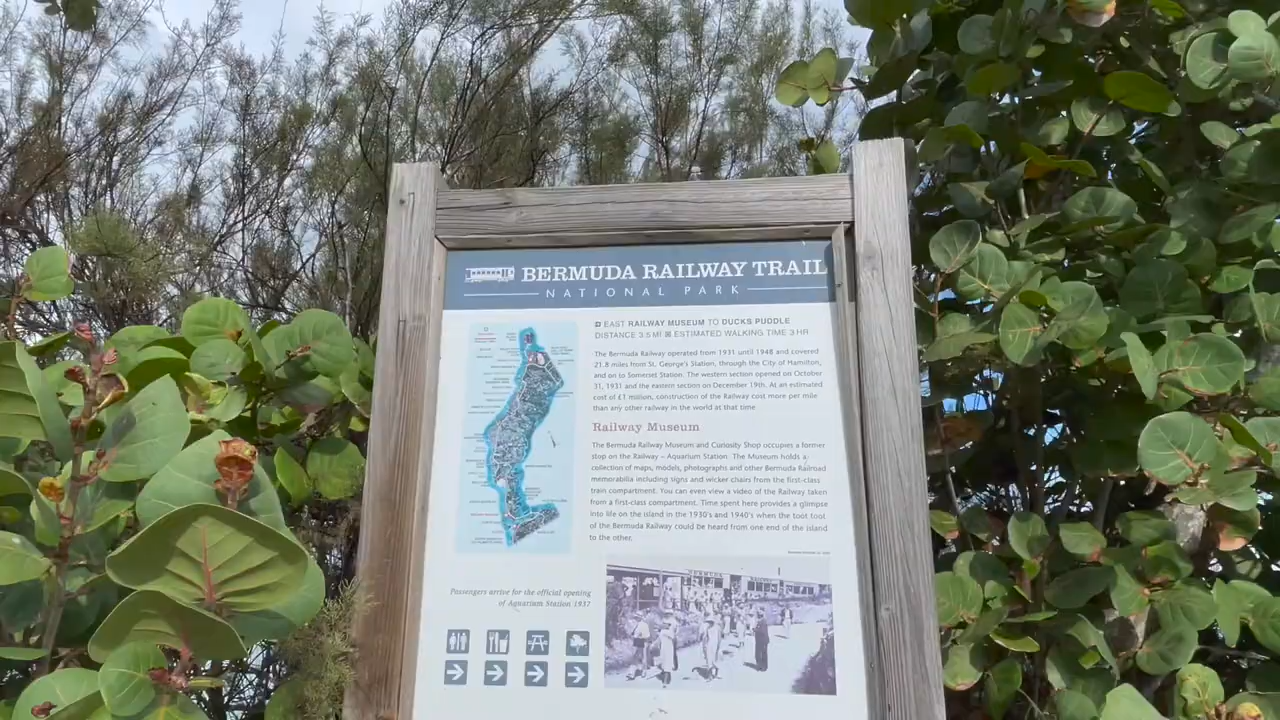 BERMUDA RAILWAY TRAIL
NATIONAL PARK
EAST RAILWAY MUSEUM TO DUCKS PUDDLE
DISTANCE 3.5 MI ESTIMATED WALKING TIME 3 HR
The Bermuda Railway operated from 1931 until 1948 and covered
21.8 miles from St. George's Station, through the City of Hamilton,
and on to Somerset Station. The western section opened on October
31, 1931 and the eastern section on December 19th. At an estimated
cost of £1 million, construction of the Railway cost more per mile
than any other railway in the world at that time
Railway Museum
The Bermuda Railway Museum and Curiosity Shop occupies a former
stop on the Railway – Aquarium Station. The Museum holds a
collection of maps, models, photographs and other Bermuda Railroad
memorabilia including signs and wicker chairs from the first-class
train compartment. You can even view a video of the Railway taken
from a first-class compartment. Time spent here provides a glimpse
into life on the island in the 1930's and 1940's when the toot toot
of the Bermuda Railway could be heard from one end of the island
to the other.
Passengers arrive for the official opening
of Aquarium Station 1937